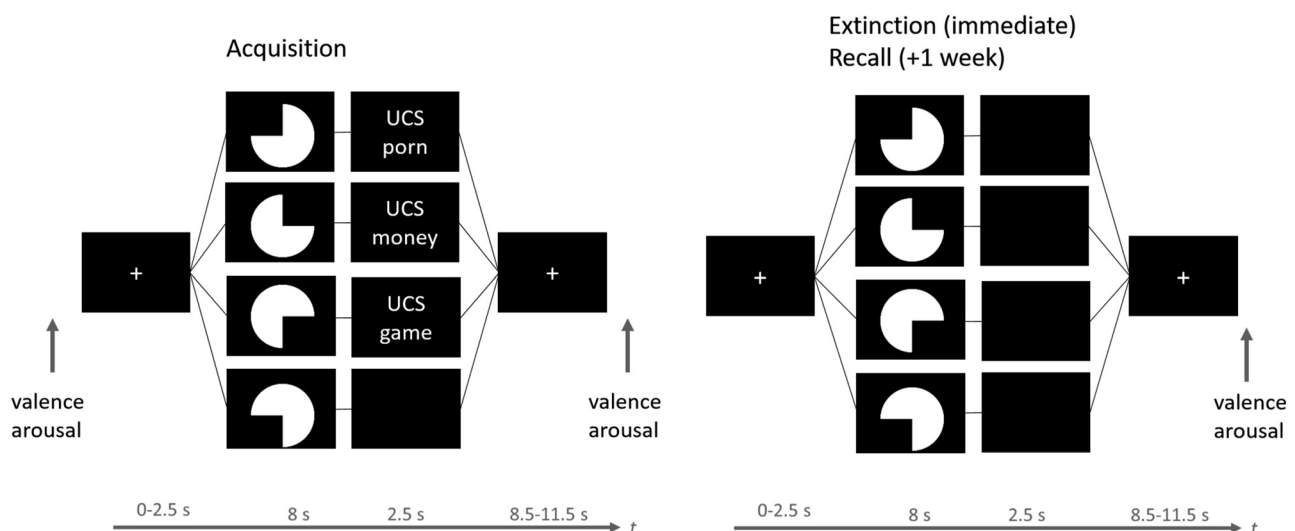 Acquisition
UCS
porn
UCS
money
+
+
UCS
game
valence
arousal
valence
arousal
0-2.5 s
8 s
2.5 s
8.5-11.5 s
t
Extinction (immediate)
Recall (+1 week)
+
+
valence
arousal
0-2.5 s
8 s
2.5 s
8.5-11.5 s
t